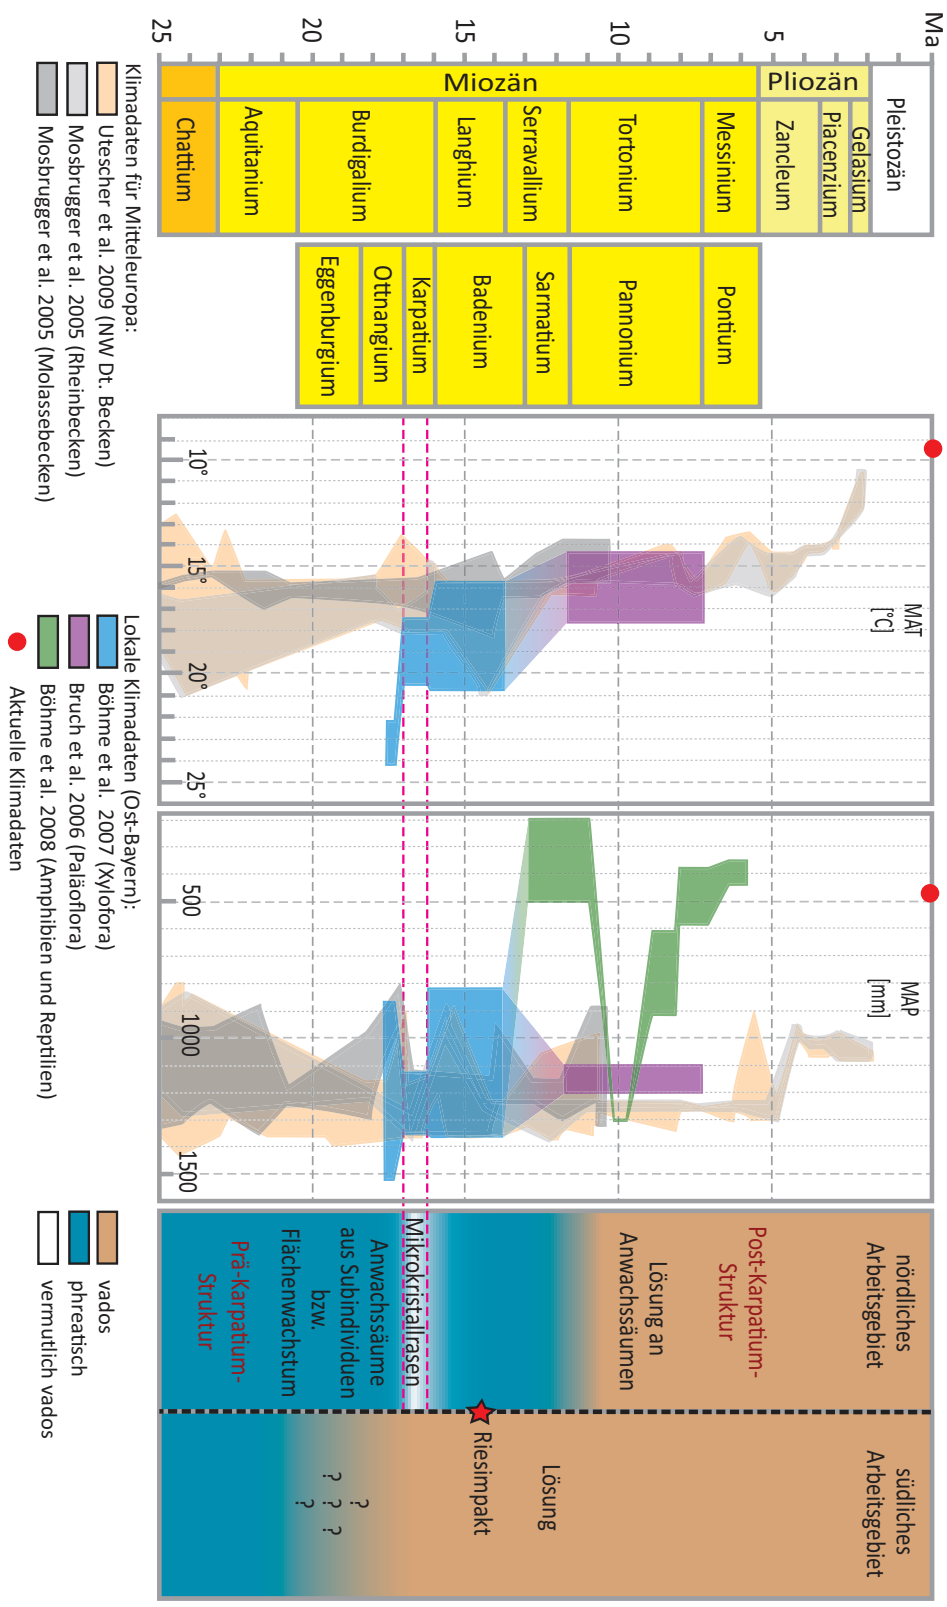 Ma
5
10
15
20
25
Pleistozän
Pliozän
Miozän
Gelasium
Piacenzium
Zancleum
Messinium
Tortonium
Serravallium
Langhium
Burdigalium
Aquitanium
Chattium
Pontium
Pannonium
Sarmatium
Badenium
Karpatium
Ottnangium
Eggenburgium
MAT
[°C]
10°
15°
20°
25°
MAP
[mm]
500
1000
1500
nördliches
Arbeitsgebiet
Post-Karpatium-
Struktur
Lösung an
Anwachssäumen
Mikrokristallrasen
Anwachssäume
aus Subindividuen
bzw.
Flächenwachstum
Prä-Karpatium-
Struktur
südliches
Arbeitsgebiet
Lösung
Riesimpakt
?
? ? ?
?
Klimadaten für Mitteleuropa:
Utescher et al. 2009 (NW Dt. Becken)
Mosbrugger et al. 2005 (Rheinbecken)
Mosbrugger et al. 2005 (Molassebecken)
Lokale Klimadaten (Ost-Bayern):
Böhme et al. 2007 (Xylofora)
Bruch et al. 2006 (Paläoflora)
Böhme et al. 2008 (Amphibien und Reptilien)
Aktuelle Klimadaten
vados
phreatisch
vermutlich vados